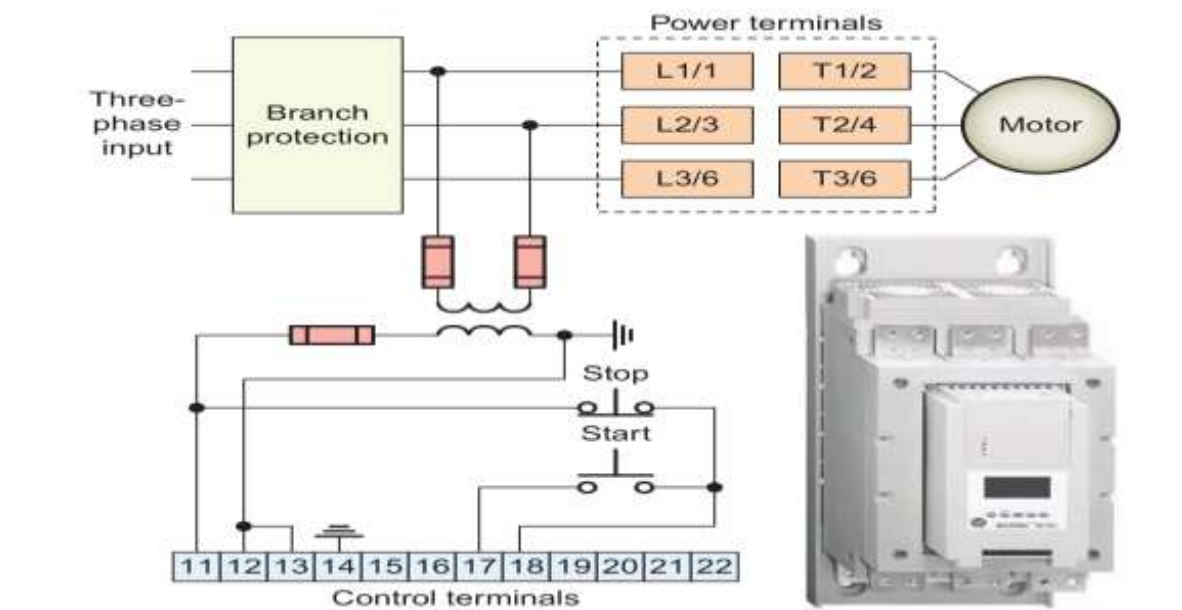 Power terminals
L1/1
T1/2
Three-
phase
input
Branch
protection
L2/3
T2/4
Motor
L3/6
T3/6
Stop
Start
11 12 13 14 15 16 17 18 19 20 21 22
Control terminals